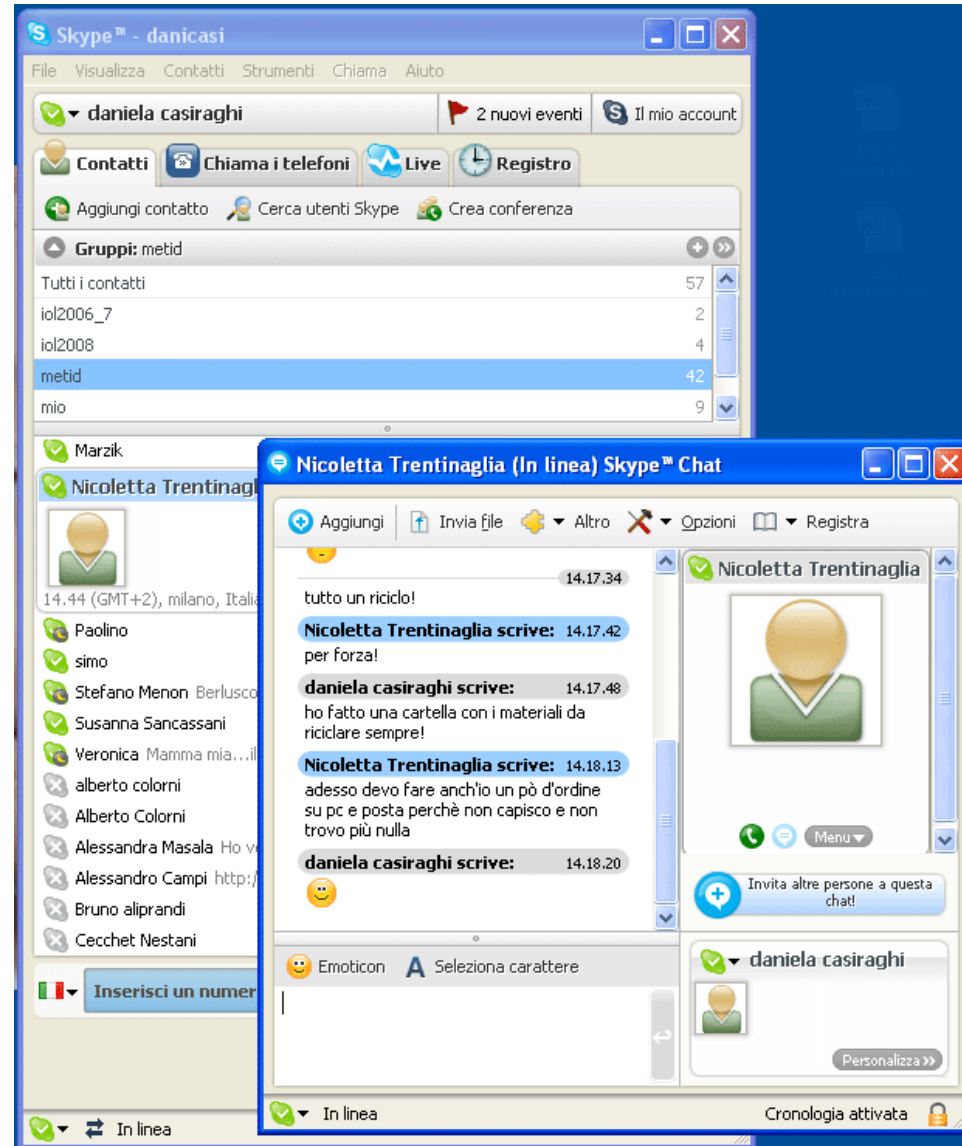 Skype™ - danicasi
File Visualizza Contatti Strumenti Chiama Aiuto
daniela casiraghi 2 nuovi eventi Il mio account
Contatti Chiama i telefoni Live Registro
Aggiungi contatto Cerca utenti Skype Crea conferenza
Gruppi: metid
Tutti i contatti 57
iol2006_7 2
iol2008 4
metid 42
mio 9
Marzik
Nicoletta Trentinagl
14.44 (GMT+2), milano, Italia
Paolino
simo
Stefano Menon Berlusco
Susanna Sancassani
Veronica Mamma mia...il
alberto colorni
Alberto Colorni
Alessandra Masala Ho v
Alessandro Campi http:/
Bruno aliprandi
Cecchet Nestani
Inserisci un numer
In linea
Nicoletta Trentinaglia (In linea) Skype™ Chat
Aggiungi Invia file Altro Opzioni Registra
14.17.34
tutto un riciclo!
Nicoletta Trentinaglia scrive: 14.17.42
per forza!
daniela casiraghi scrive: 14.17.48
ho fatto una cartella con i materiali da
riciclare sempre!
Nicoletta Trentinaglia scrive: 14.18.13
adesso devo fare anch'io un pò d'ordine
su pc e posta perchè non capisco e non
trovo più nulla
daniela casiraghi scrive: 14.18.20
Emoticon A Seleziona carattere
Nicoletta Trentinaglia
Menu
Invita altre persone a questa
chat!
daniela casiraghi
Personalizza
In linea Cronologia attivata